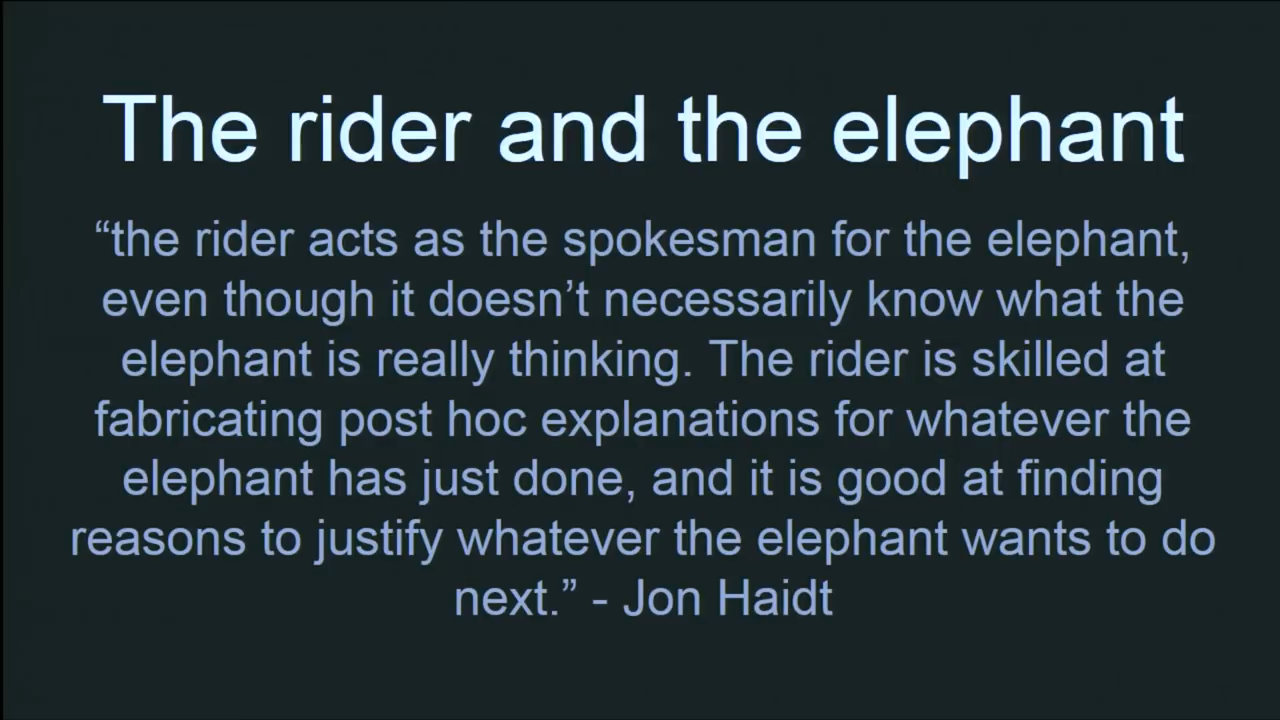 The rider and the elephant
“the rider acts as the spokesman for the elephant,
even though it doesn’t necessarily know what the
elephant is really thinking. The rider is skilled at
fabricating post hoc explanations for whatever the
elephant has just done, and it is good at finding
reasons to justify whatever the elephant wants to do
next.” - Jon Haidt